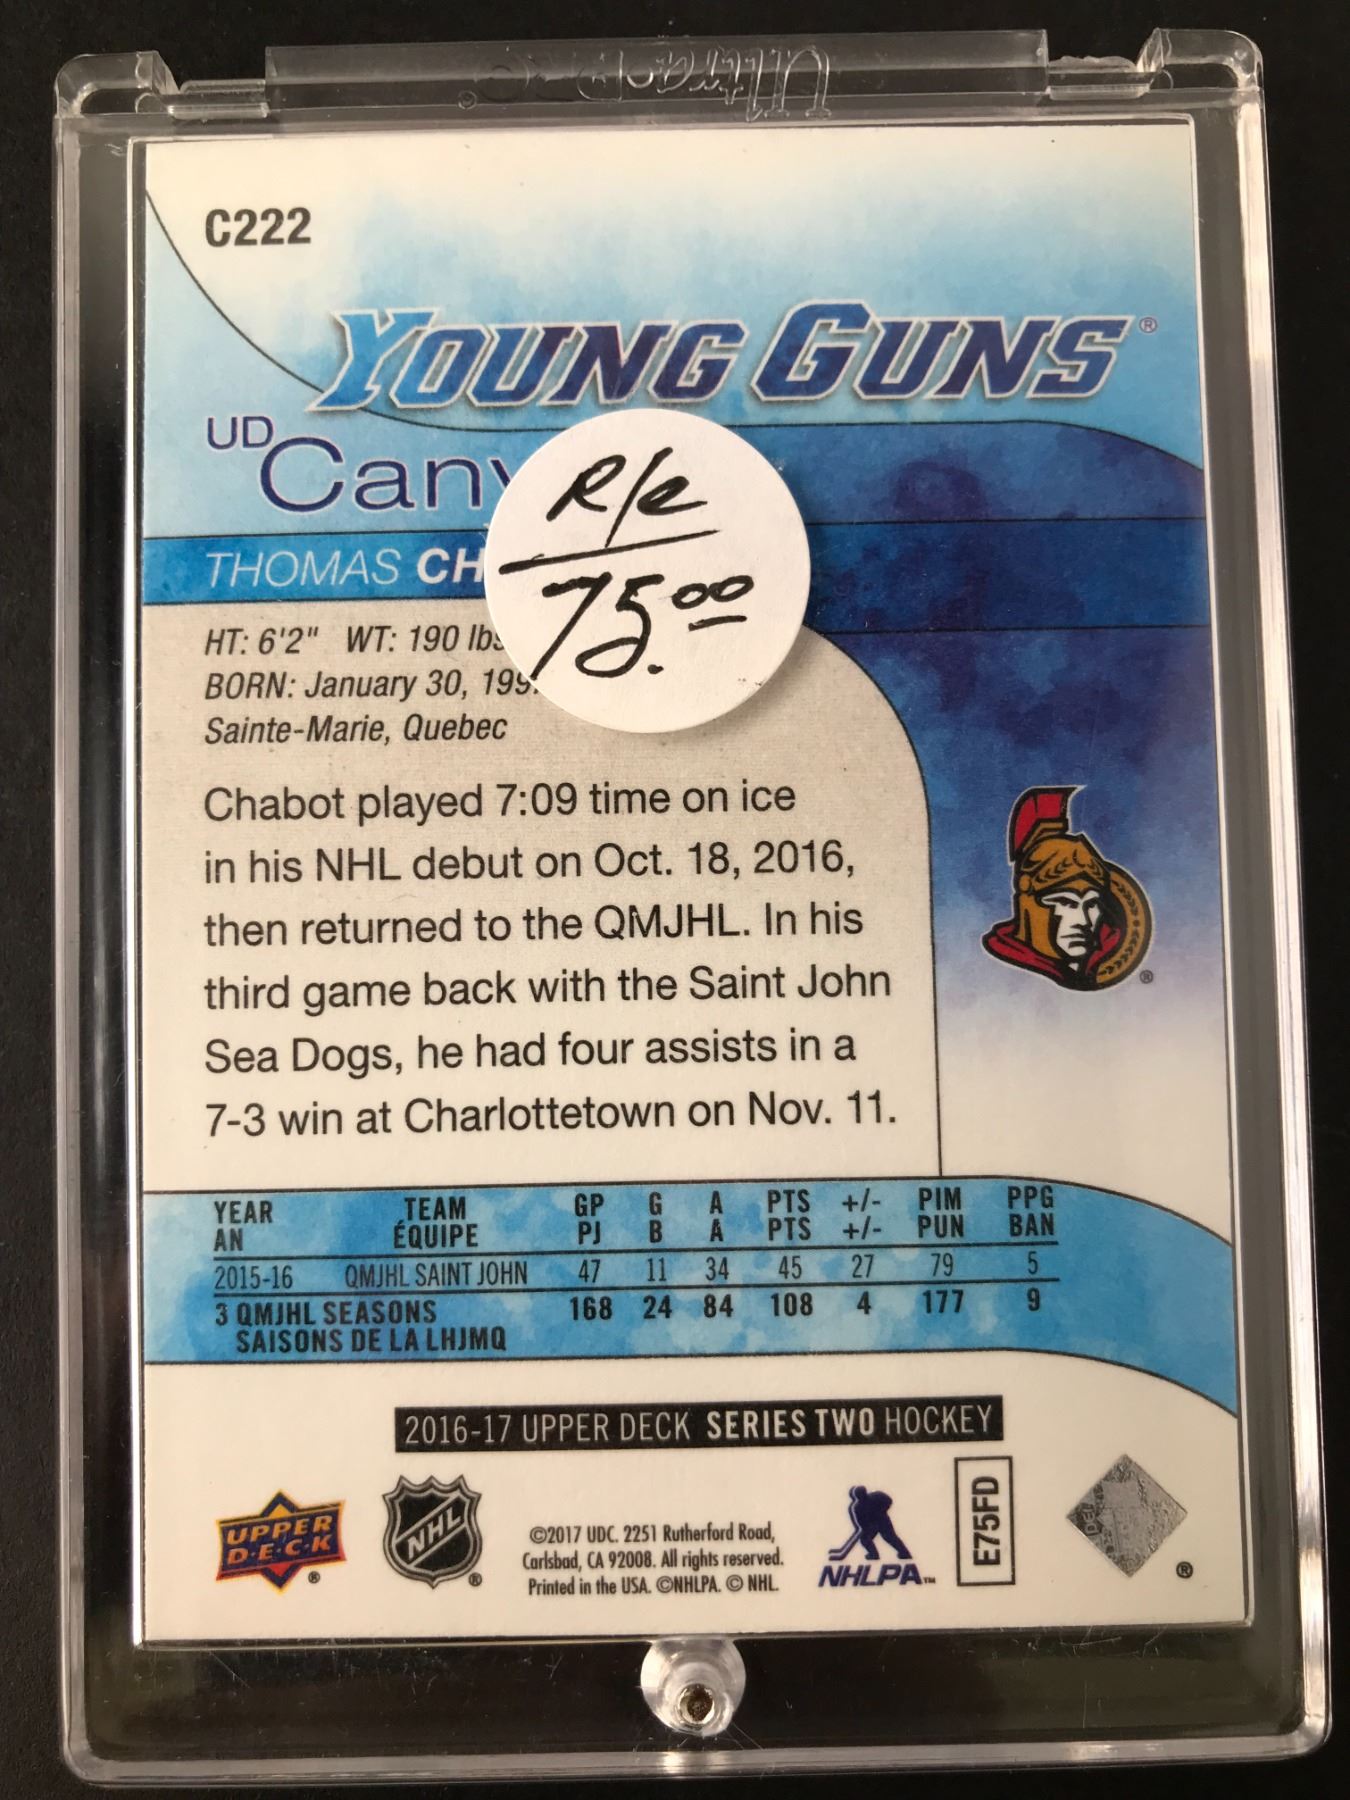 UltraPRO
C222
YOUNG GUNS®
UD Canv
R/C
THOMAS CH
75.00
HT: 6'2" WT: 190 lbs
BORN: January 30, 199
Sainte-Marie, Quebec
Chabot played 7:09 time on ice
in his NHL debut on Oct. 18, 2016,
then returned to the QMJHL. In his
third game back with the Saint John
Sea Dogs, he had four assists in a
7-3 win at Charlottetown on Nov. 11.
YEAR TEAM GP G A PTS +/- PIM PPG
AN ÉQUIPE PJ B A PTS +/- PUN BAN
2015-16 QMJHL SAINT JOHN 47 11 34 45 27 79 5
3 QMJHL SEASONS 168 24 84 108 4 177 9
SAISONS DE LA LHJMQ
2016-17 UPPER DECK SERIES TWO HOCKEY
UPPER DECK®
NHL®
©2017 UDC. 2251 Rutherford Road,
Carlsbad, CA 92008. All rights reserved.
Printed in the USA. ©NHLPA. © NHL.
NHLPA™
E75FD
®